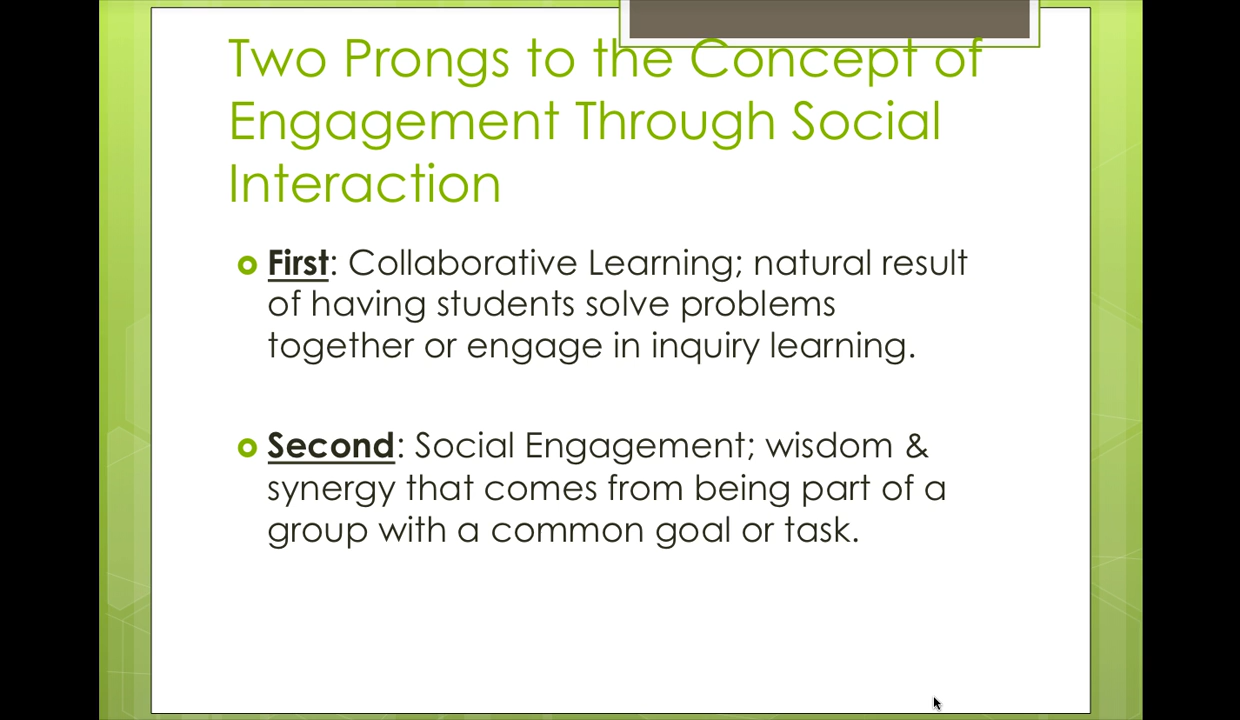 Two Prongs to the Concept of
Engagement Through Social
Interaction
First: Collaborative Learning; natural result
of having students solve problems
together or engage in inquiry learning.
Second: Social Engagement; wisdom &
synergy that comes from being part of a
group with a common goal or task.